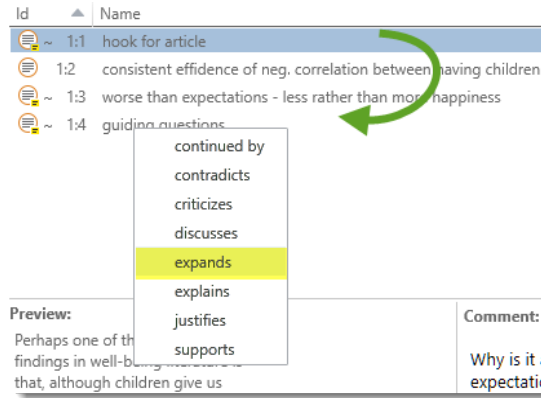 Id Name
~ 1:1 hook for article
1:2 consistent effidence of neg. correlation between having children
~ 1:3 worse than expectations - less rather than more happiness
~ 1:4 guiding questions
continued by
contradicts
criticizes
discusses
expands
explains
justifies
supports
Preview:
Perhaps one of th
findings in well-being literature is
that, although children give us
Comment:
Why is it
expectati